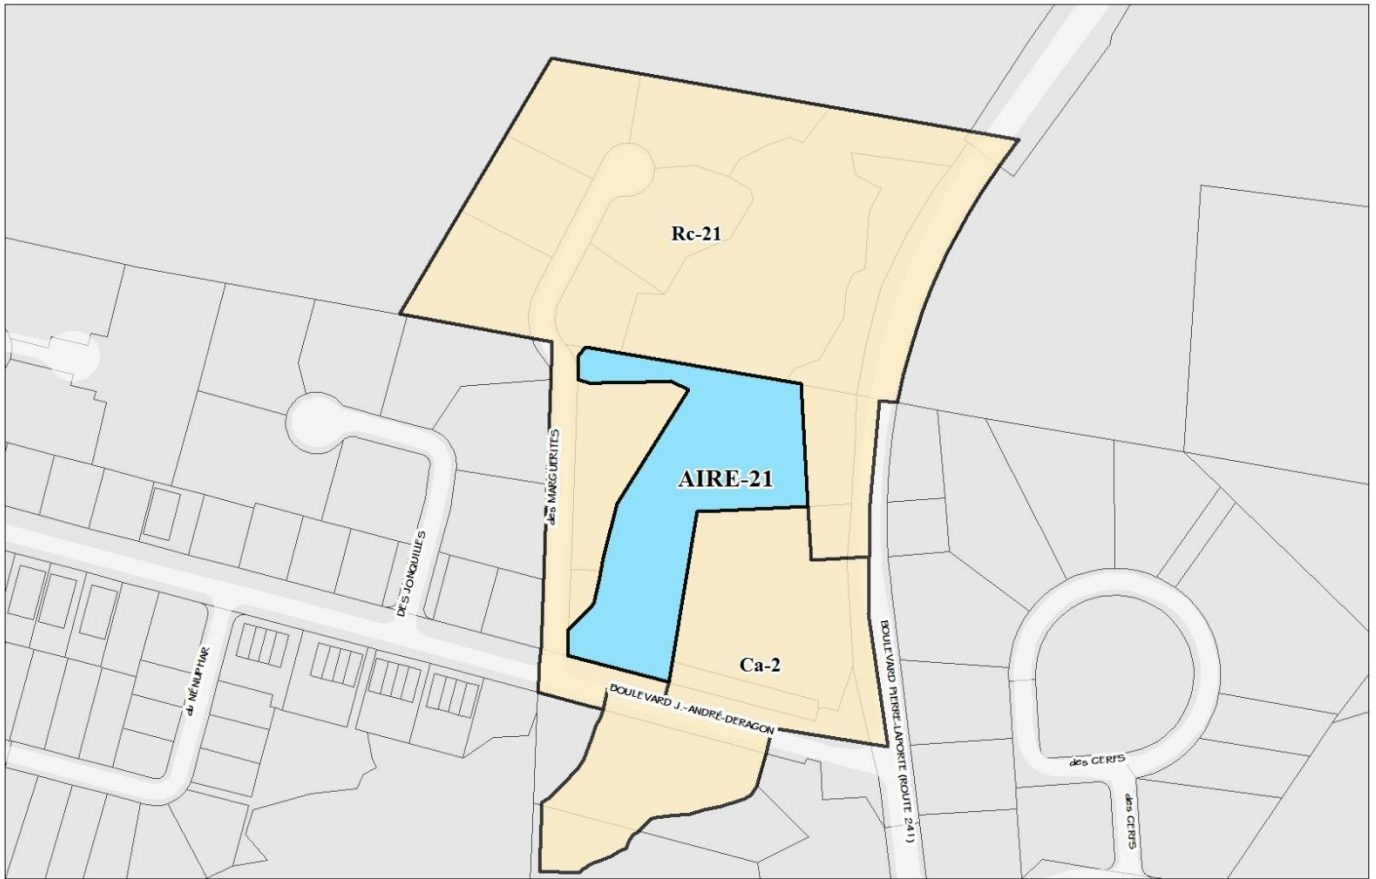 Rc-21
AIRE-21
des MARGUERITES
DES JONQUILLES
de NÉNUPHAR
Ca-2
BOULEVARD J.-ANDRÉ-DERAGON
BOULEVARD PIERRE-LAPORTE (ROUTE 241)
des CERFS
des CERFS